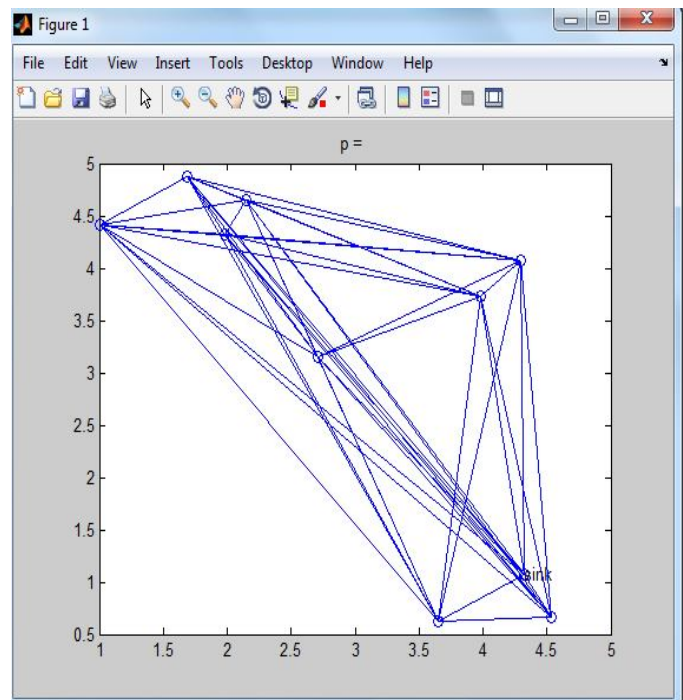 Figure 1
File Edit View Insert Tools Desktop Window Help
p =
5
4.5
4
3.5
3
2.5
2
1.5
1
0.5
sink
1 1.5 2 2.5 3 3.5 4 4.5 5